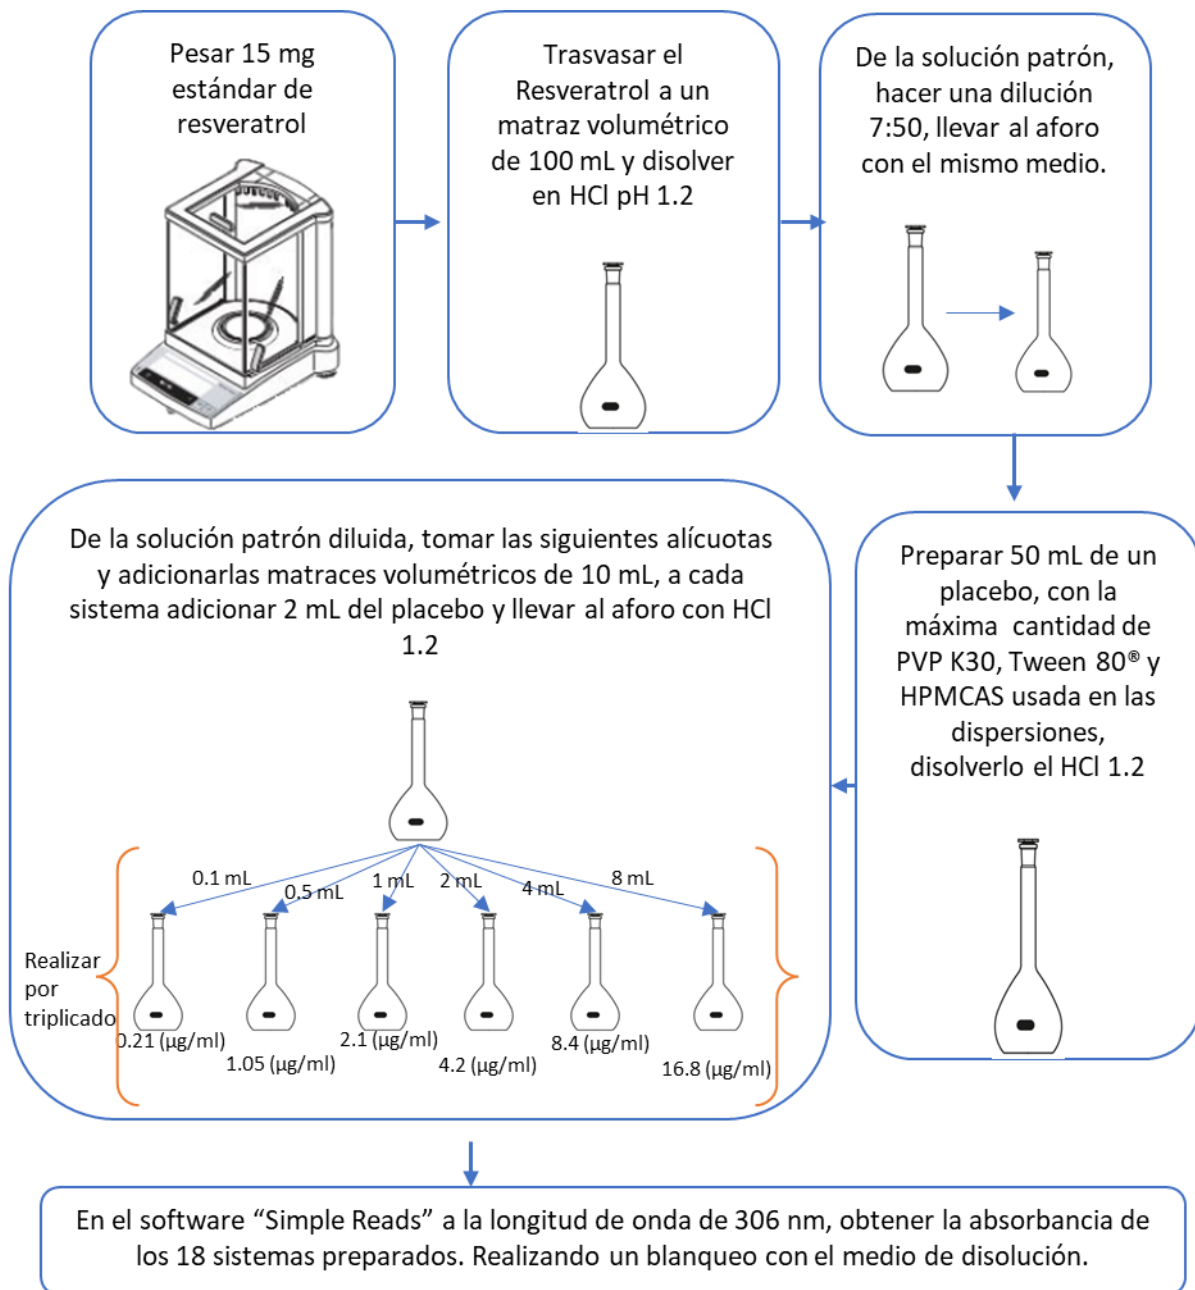 Pesar 15 mg
estándar de
resveratrol
Trasvasar el
Resveratrol a un
matraz volumétrico
de 100 mL y disolver
en HCl pH 1.2
De la solución patrón,
hacer una dilución
7:50, llevar al aforo
con el mismo medio.
Preparar 50 mL de un
placebo, con la
máxima cantidad de
PVP K30, Tween 80® y
HPMCAS usada en las
dispersiones,
disolverlo el HCl 1.2
De la solución patrón diluida, tomar las siguientes alícuotas
y adicionarlas matraces volumétricos de 10 mL, a cada
sistema adicionar 2 mL del placebo y llevar al aforo con HCl
1.2
0.1 mL
0.5 mL
1 mL
2 mL
4 mL
8 mL
Realizar
por
triplicado
0.21 (µg/ml)
1.05 (µg/ml)
2.1 (µg/ml)
4.2 (µg/ml)
8.4 (µg/ml)
16.8 (µg/ml)
En el software “Simple Reads” a la longitud de onda de 306 nm, obtener la absorbancia de
los 18 sistemas preparados. Realizando un blanqueo con el medio de disolución.